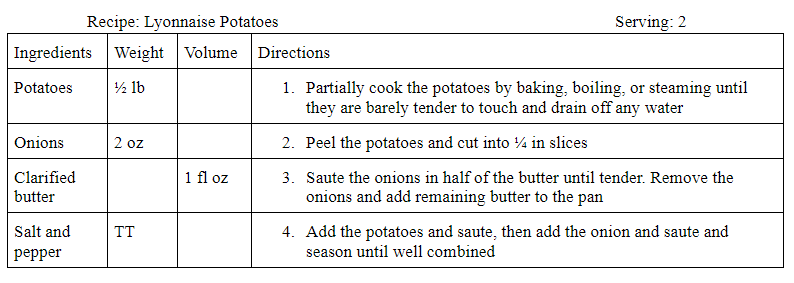 Recipe: Lyonnaise Potatoes Serving: 2
Ingredients Weight Volume Directions
Potatoes ½ lb 1. Partially cook the potatoes by baking, boiling, or steaming until
they are barely tender to touch and drain off any water
Onions 2 oz 2. Peel the potatoes and cut into ¼ in slices
Clarified 1 fl oz 3. Saute the onions in half of the butter until tender. Remove the
butter onions and add remaining butter to the pan
Salt and TT 4. Add the potatoes and saute, then add the onion and saute and
pepper season until well combined